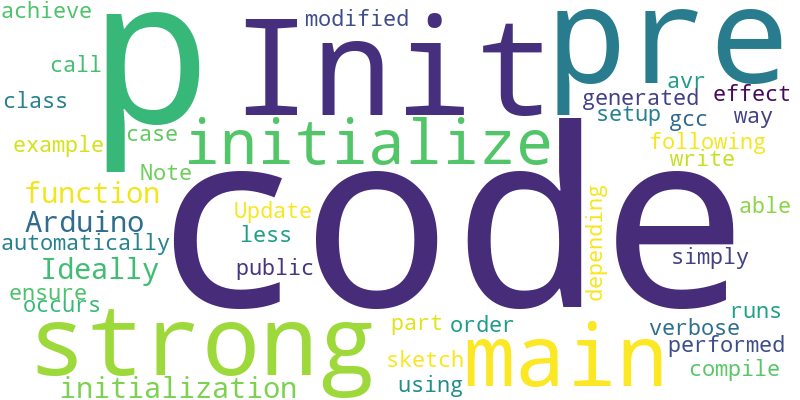 achieve
p
Init
modified
pre
call
class
avr
generated
effect
setup
gcc
way
example
case
initialize
following
write
Note
function
Update
depending
able
Arduino
code
automatically
less
simply
Ideally
public
ensure
occurs
runs
strong
part
order
main
verbose
performed
sketch
compile
initialization
using